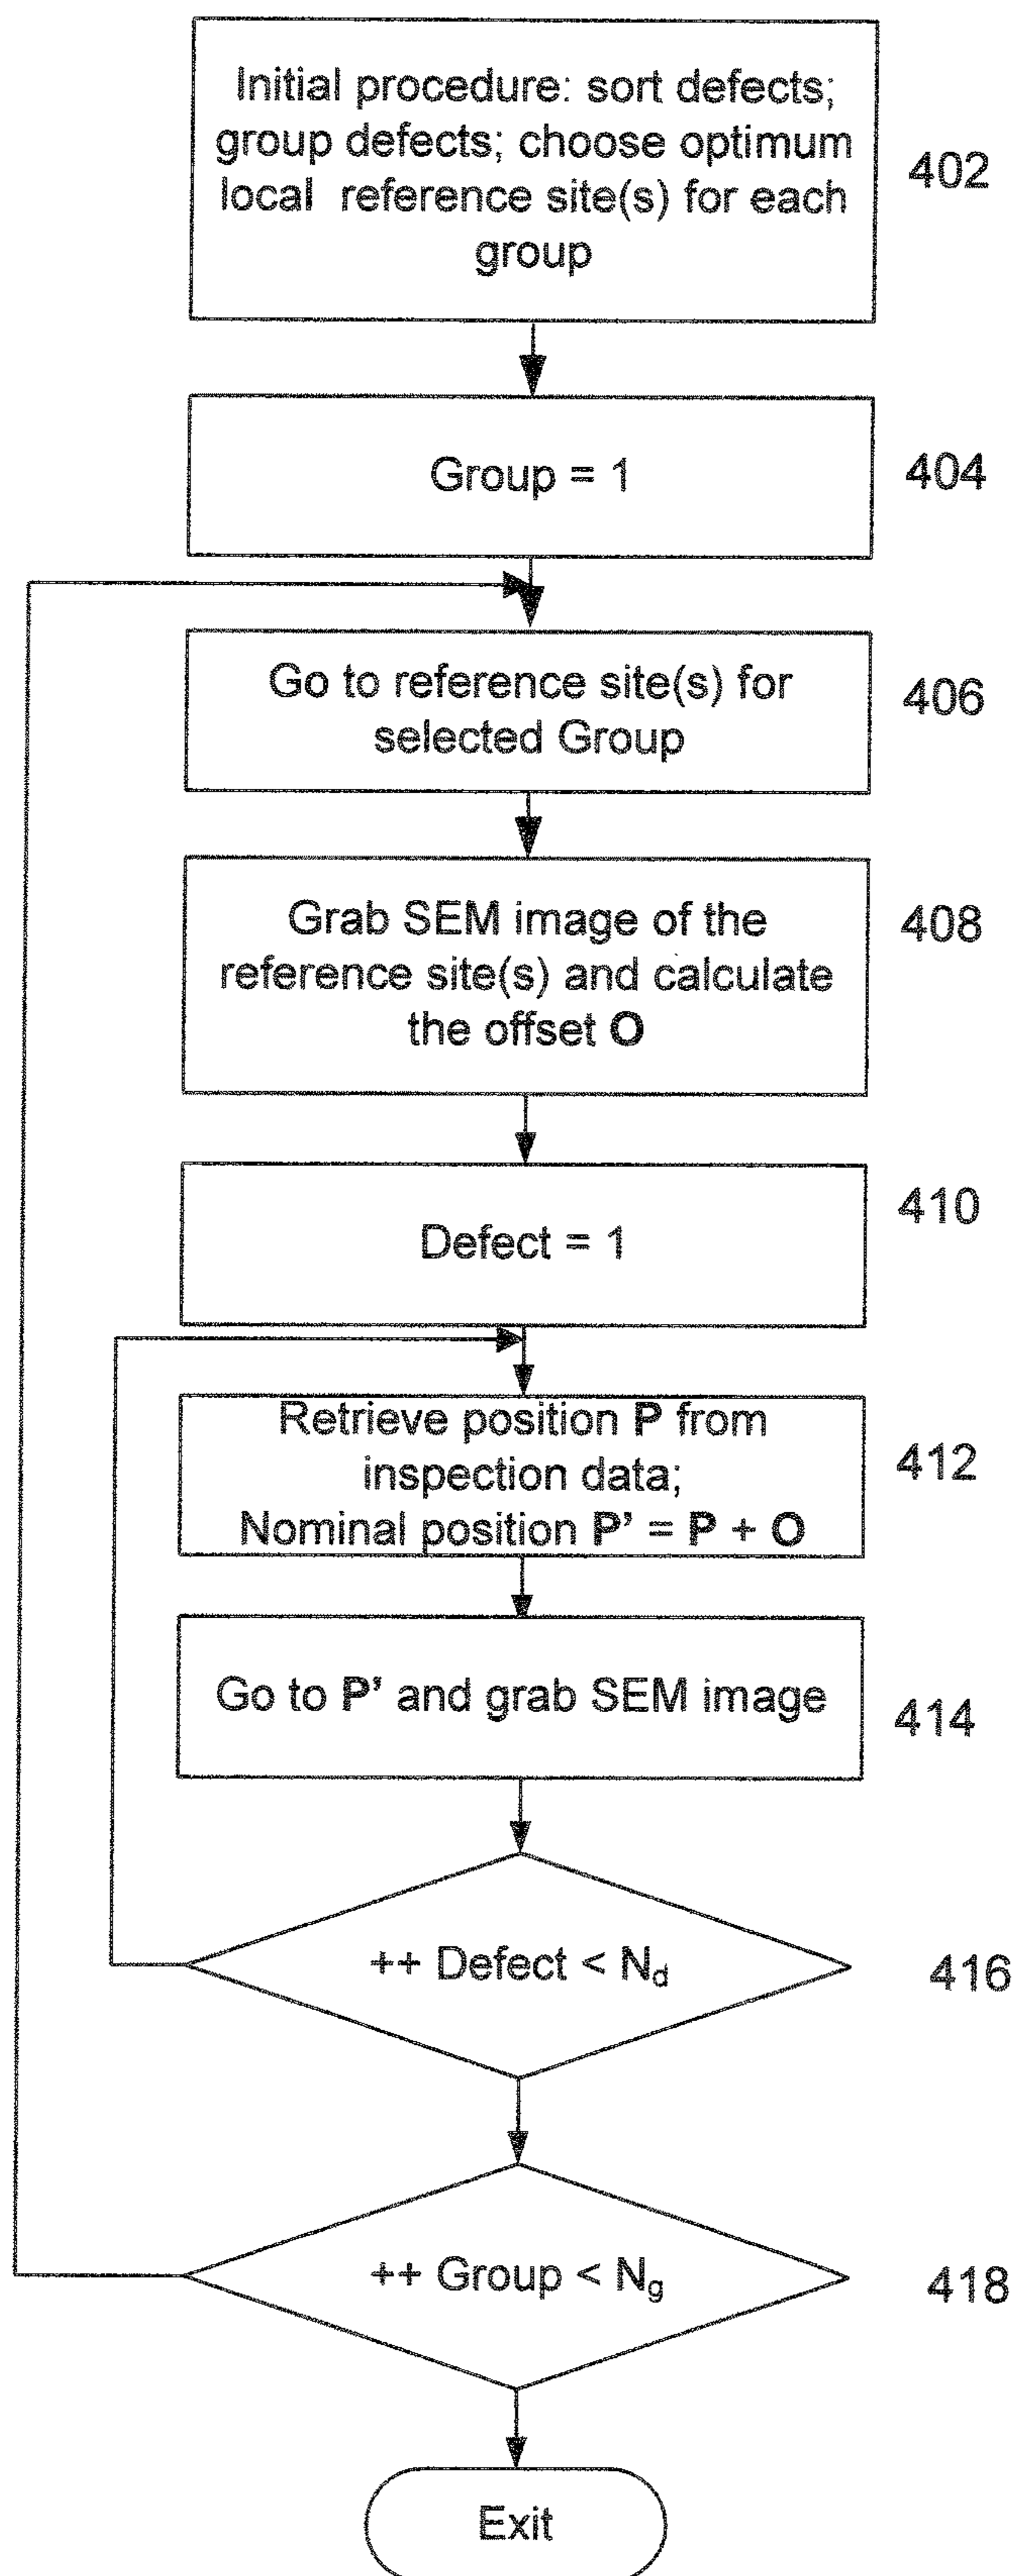 Initial procedure: sort defects;
group defects; choose optimum
local reference site(s) for each
group
402
Group = 1
404
Go to reference site(s) for
selected Group
406
Grab SEM image of the
reference site(s) and calculate
the offset O
408
Defect = 1
410
Retrieve position P from
inspection data;
Nominal position P' = P + O
412
Go to P' and grab SEM image
414
++ Defect < Nd
416
++ Group < Ng
418
Exit